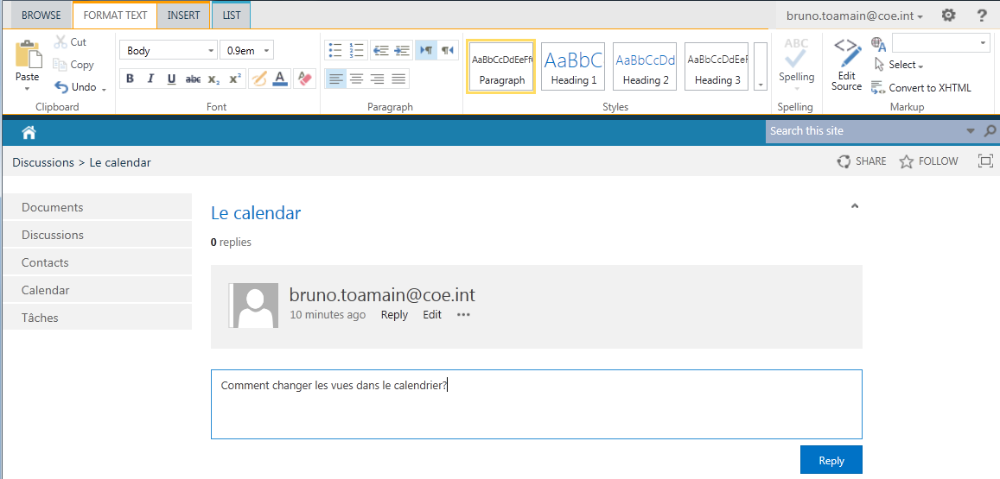 BROWSE FORMAT TEXT INSERT LIST bruno.toamain@coe.int ?
Paste
Cut
Copy
Undo
Clipboard
Body 0.9em
B I U abc x₂ x² A
Font
Paragraph
AaBbCcDdEeFf AaBbC AaBbCcDd AaBbCcDdEeF
Paragraph Heading 1 Heading 2 Heading 3
Styles
ABC
Spelling
Spelling
Edit Source
Select
Convert to XHTML
Markup
Search this site
Discussions > Le calendar SHARE FOLLOW
Documents
Discussions
Contacts
Calendar
Tâches
Le calendar
0 replies
bruno.toamain@coe.int
10 minutes ago Reply Edit •••
Comment changer les vues dans le calendrier?
Reply